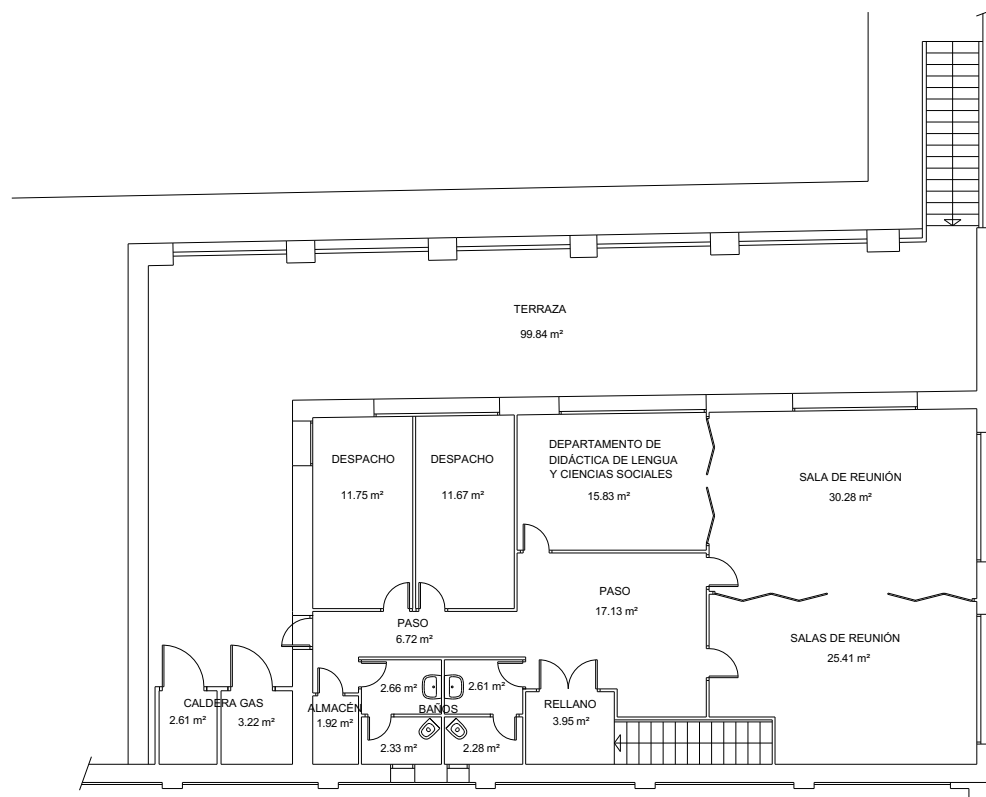 TERRAZA
99.84 m²
DESPACHO
11.75 m²
DESPACHO
11.67 m²
DEPARTAMENTO DE
DIDÁCTICA DE LENGUA
Y CIENCIAS SOCIALES
15.83 m²
SALA DE REUNIÓN
30.28 m²
PASO
17.13 m²
PASO
6.72 m²
SALAS DE REUNIÓN
25.41 m²
CALDERA GAS
2.61 m²
3.22 m²
ALMACÉN
1.92 m²
2.66 m²
2.61 m²
BAÑOS
2.33 m²
2.28 m²
RELLANO
3.95 m²